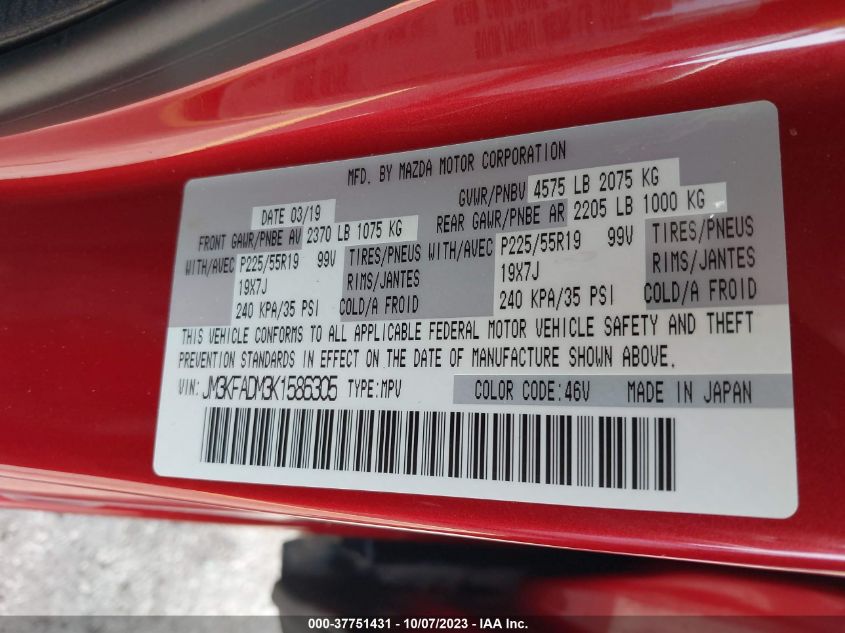 MFD. BY MAZDA MOTOR CORPORATION
DATE 03/19 GVWR/PNBV 4575 LB 2075 KG
FRONT GAWR/PNBE AV 2370 LB 1075 KG REAR GAWR/PNBE AR 2205 LB 1000 KG
WITH/AVEC P225/55R19 99V TIRES/PNEUS WITH/AVEC P225/55R19 99V TIRES/PNEUS
19X7J RIMS/JANTES 19X7J RIMS/JANTES
240 KPA/35 PSI COLD/A FROID 240 KPA/35 PSI COLD/A FROID
THIS VEHICLE CONFORMS TO ALL APPLICABLE FEDERAL MOTOR VEHICLE SAFETY AND THEFT
PREVENTION STANDARDS IN EFFECT ON THE DATE OF MANUFACTURE SHOWN ABOVE.
VIN: JM3KFADM3K1586305 TYPE:MPV COLOR CODE:46V MADE IN JAPAN
000-37751431 - 10/07/2023 - IAA Inc.